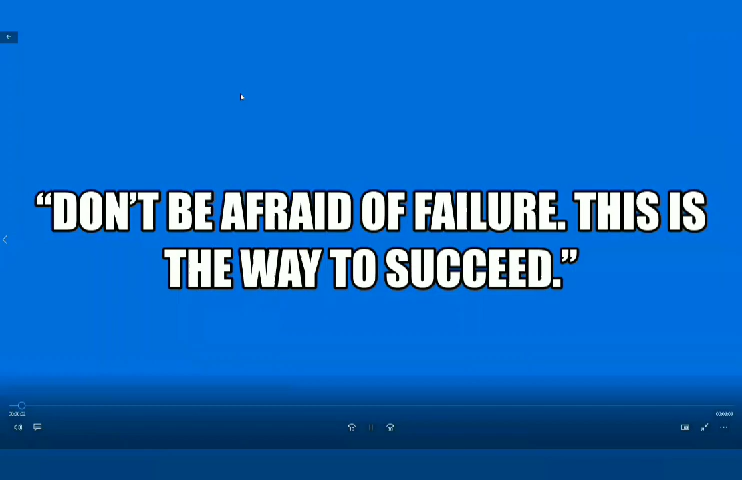 “DON’T BE AFRAID OF FAILURE. THIS IS
THE WAY TO SUCCEED.”